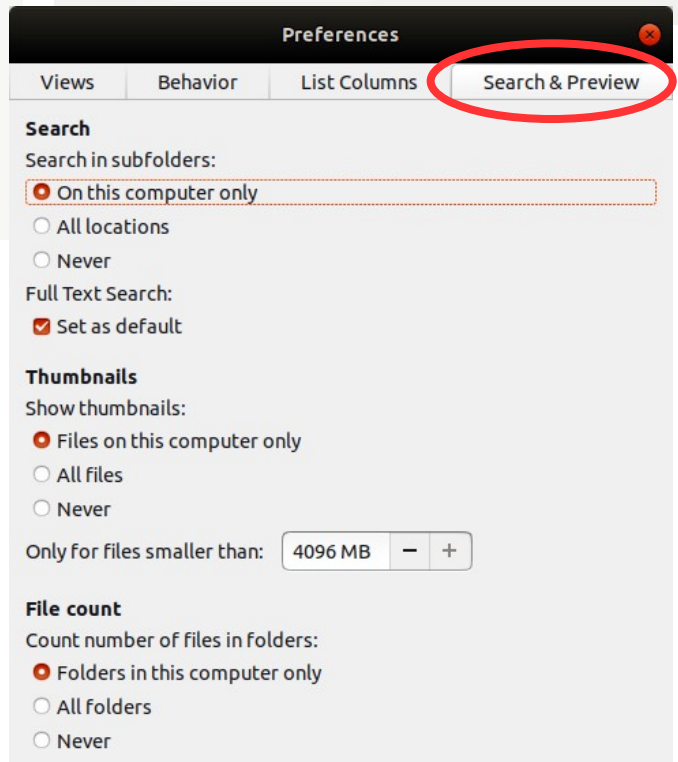 Preferences
Views Behavior List Columns Search & Preview
Search
Search in subfolders:
On this computer only
All locations
Never
Full Text Search:
Set as default
Thumbnails
Show thumbnails:
Files on this computer only
All files
Never
Only for files smaller than: 4096 MB − +
File count
Count number of files in folders:
Folders in this computer only
All folders
Never